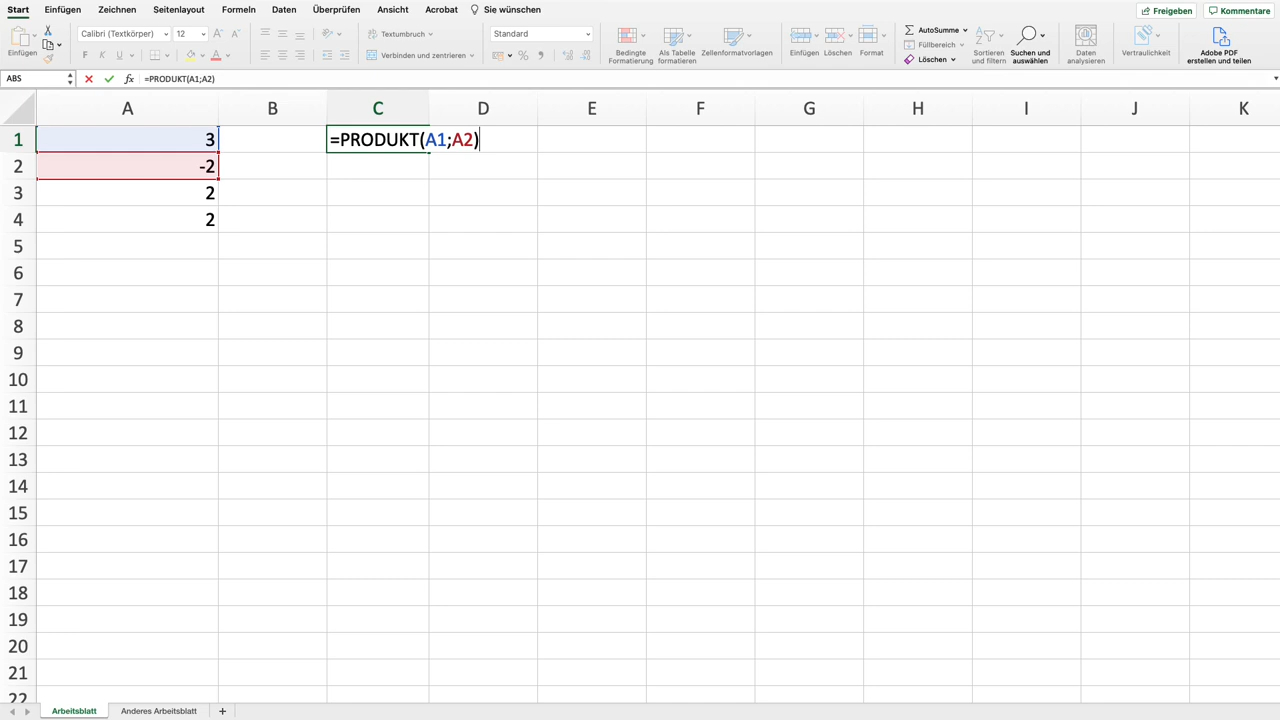 Start Einfügen Zeichnen Seitenlayout Formeln Daten Überprüfen Ansicht Acrobat Sie wünschen
Freigeben Kommentare
Einfügen
Calibri (Textkörper) 12
A A
F K U
A
Textumbruch
Verbinden und zentrieren
Standard
%
Bedingte Formatierung
Als Tabelle formatieren
Zellenformatvorlagen
Einfügen
Löschen
Format
AutoSumme
Füllbereich
Löschen
Sortieren und filtern
Suchen und auswählen
Daten analysieren
Vertraulichkeit
Adobe PDF erstellen und teilen
ABS fx =PRODUKT(A1;A2)
A B C D E F G H I J K
1 3 =PRODUKT(A1;A2)
2 -2
3 2
4 2
5
6
7
8
9
10
11
12
13
14
15
16
17
18
19
20
21
22
Arbeitsblatt Anderes Arbeitsblatt